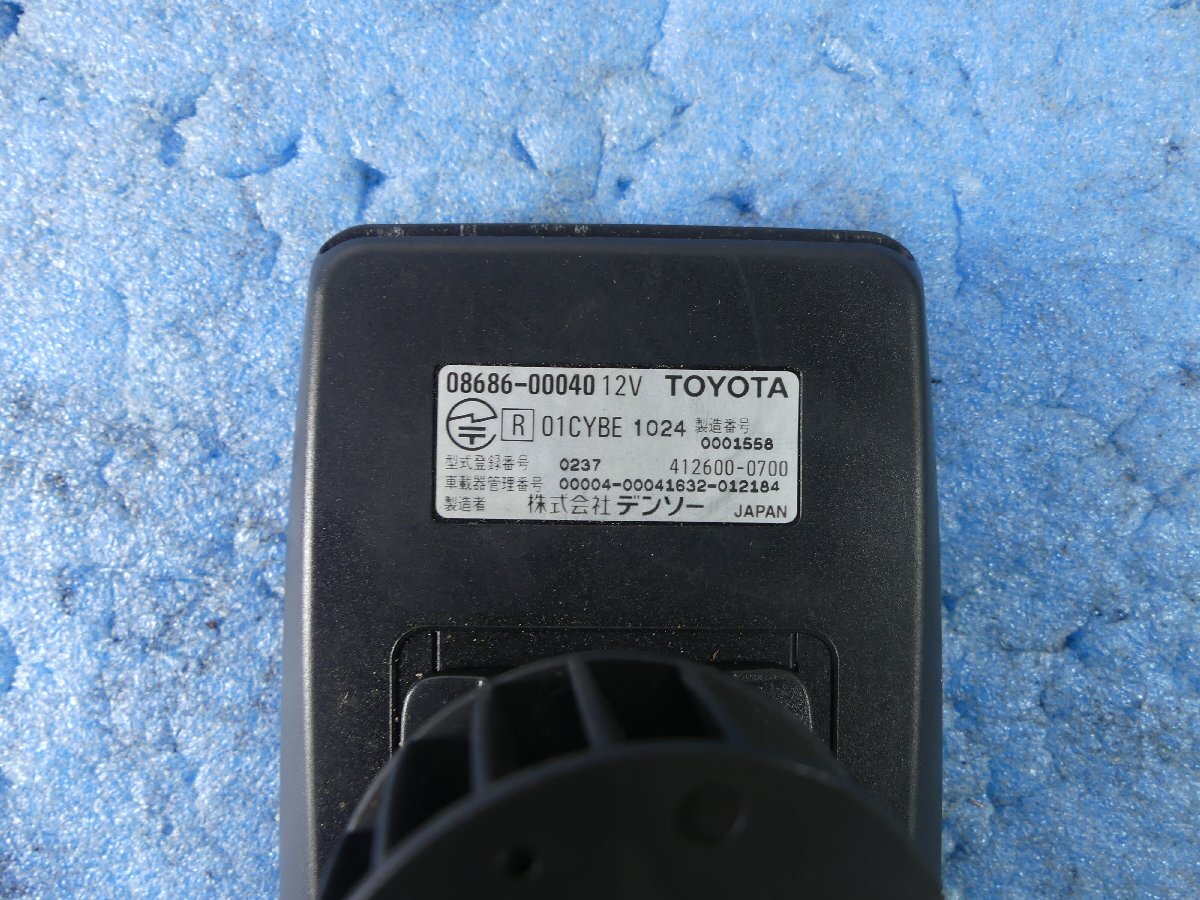 08686-00040 12V TOYOTA
R 01CYBE 1024 製造番号
0001558
型式登録番号 0237 412600-0700
車載器管理番号 00004-00041632-012184
製造者 株式会社 デンソー JAPAN